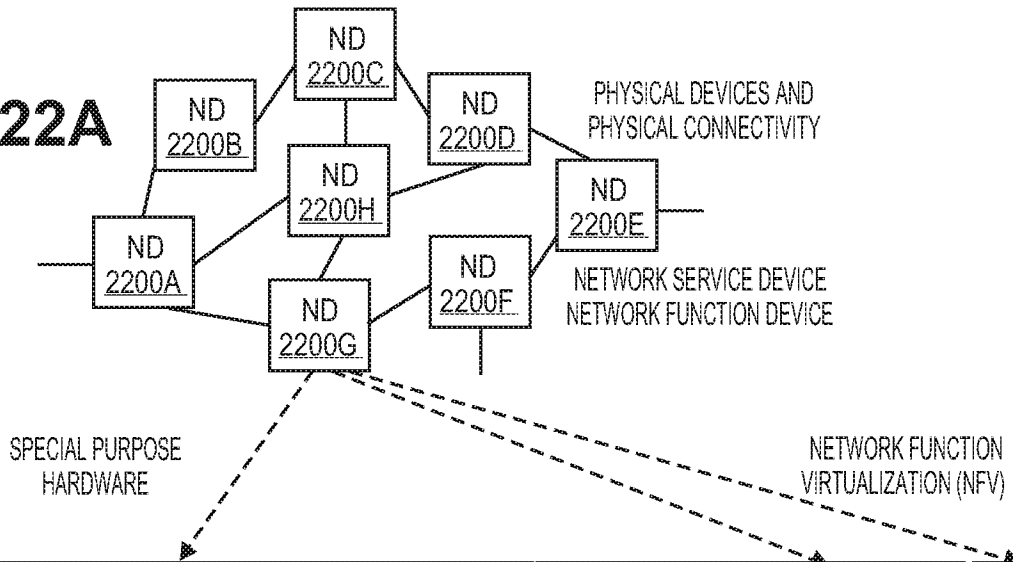 22A
ND
2200C
ND
2200B
ND
2200D
PHYSICAL DEVICES AND
PHYSICAL CONNECTIVITY
ND
2200H
ND
2200E
ND
2200A
ND
2200F
NETWORK SERVICE DEVICE
NETWORK FUNCTION DEVICE
ND
2200G
SPECIAL PURPOSE
HARDWARE
NETWORK FUNCTION
VIRTUALIZATION (NFV)